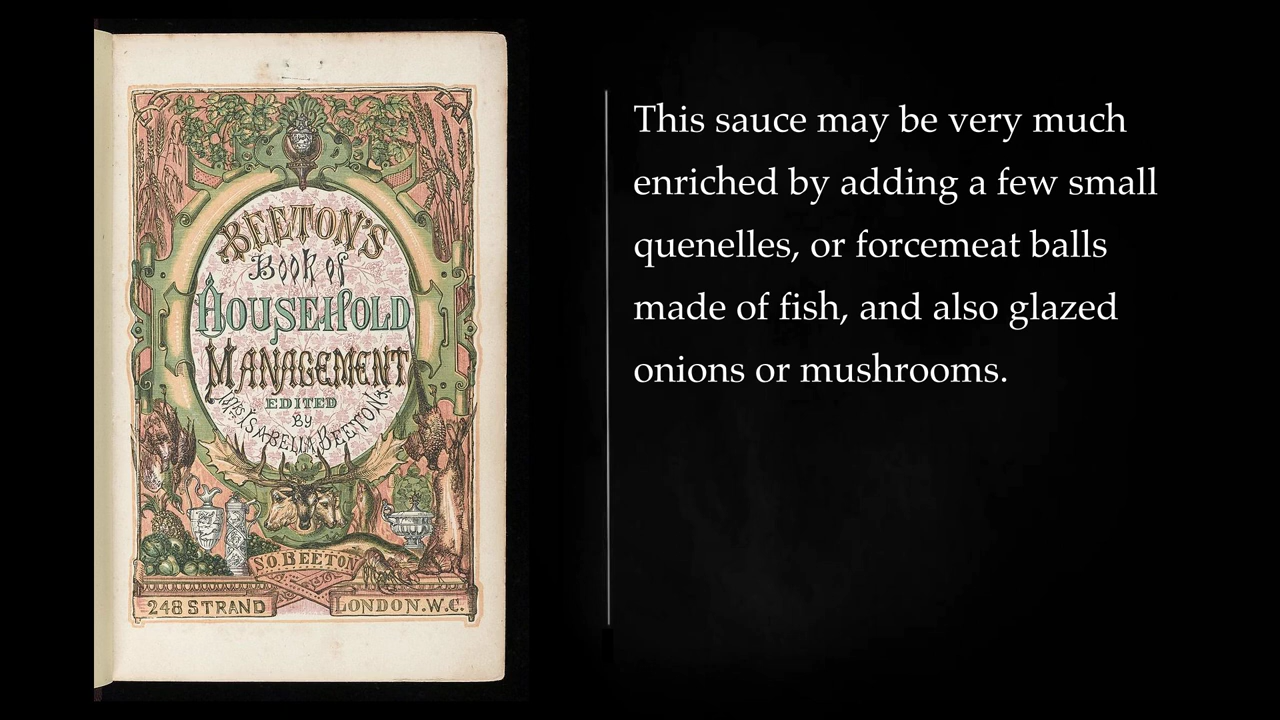 BEETON'S
Book of
HOUSEHOLD
MANAGEMENT
EDITED
BY
MRS ISABELLA BEETON
S.O. BEETON
248 STRAND
LONDON. W.C.
This sauce may be very much
enriched by adding a few small
quenelles, or forcemeat balls
made of fish, and also glazed
onions or mushrooms.